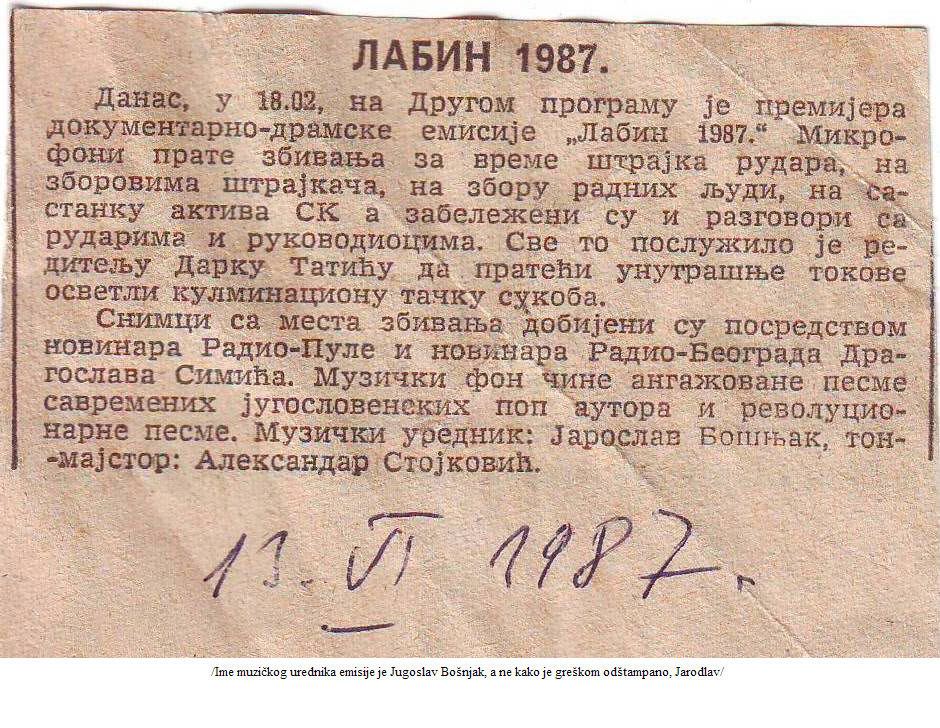 ЛАБИН 1987.
Данас, у 18.02, на Другом програму је премијера
документарно-драмске емисије „Лабин 1987.“ Микро-
фони прате збивања за време штрајка рудара, на
зборовима штрајкача, на збору радних људи, на са-
станку актива СК а забележени су и разговори са
рударима и руководиоцима. Све то послужило је ре-
дитељу Дарку Татићу да пратећи унутрашње токове
осветли кулминациону тачку сукоба.
Снимци са места збивања добијени су посредством
новинара Радио-Пуле и новинара Радио-Београда Дра-
гослава Симића. Музички фон чине ангажоване песме
савремених југословенских поп аутора и револуцио-
нарне песме. Музички уредник: Јарослав Бошњак, тон-
-мајстор: Александар Стојковић.
13. VI 1987.
/Ime muzičkog urednika emisije je Jugoslav Bošnjak, a ne kako je greškom odštampano, Jarođlav/